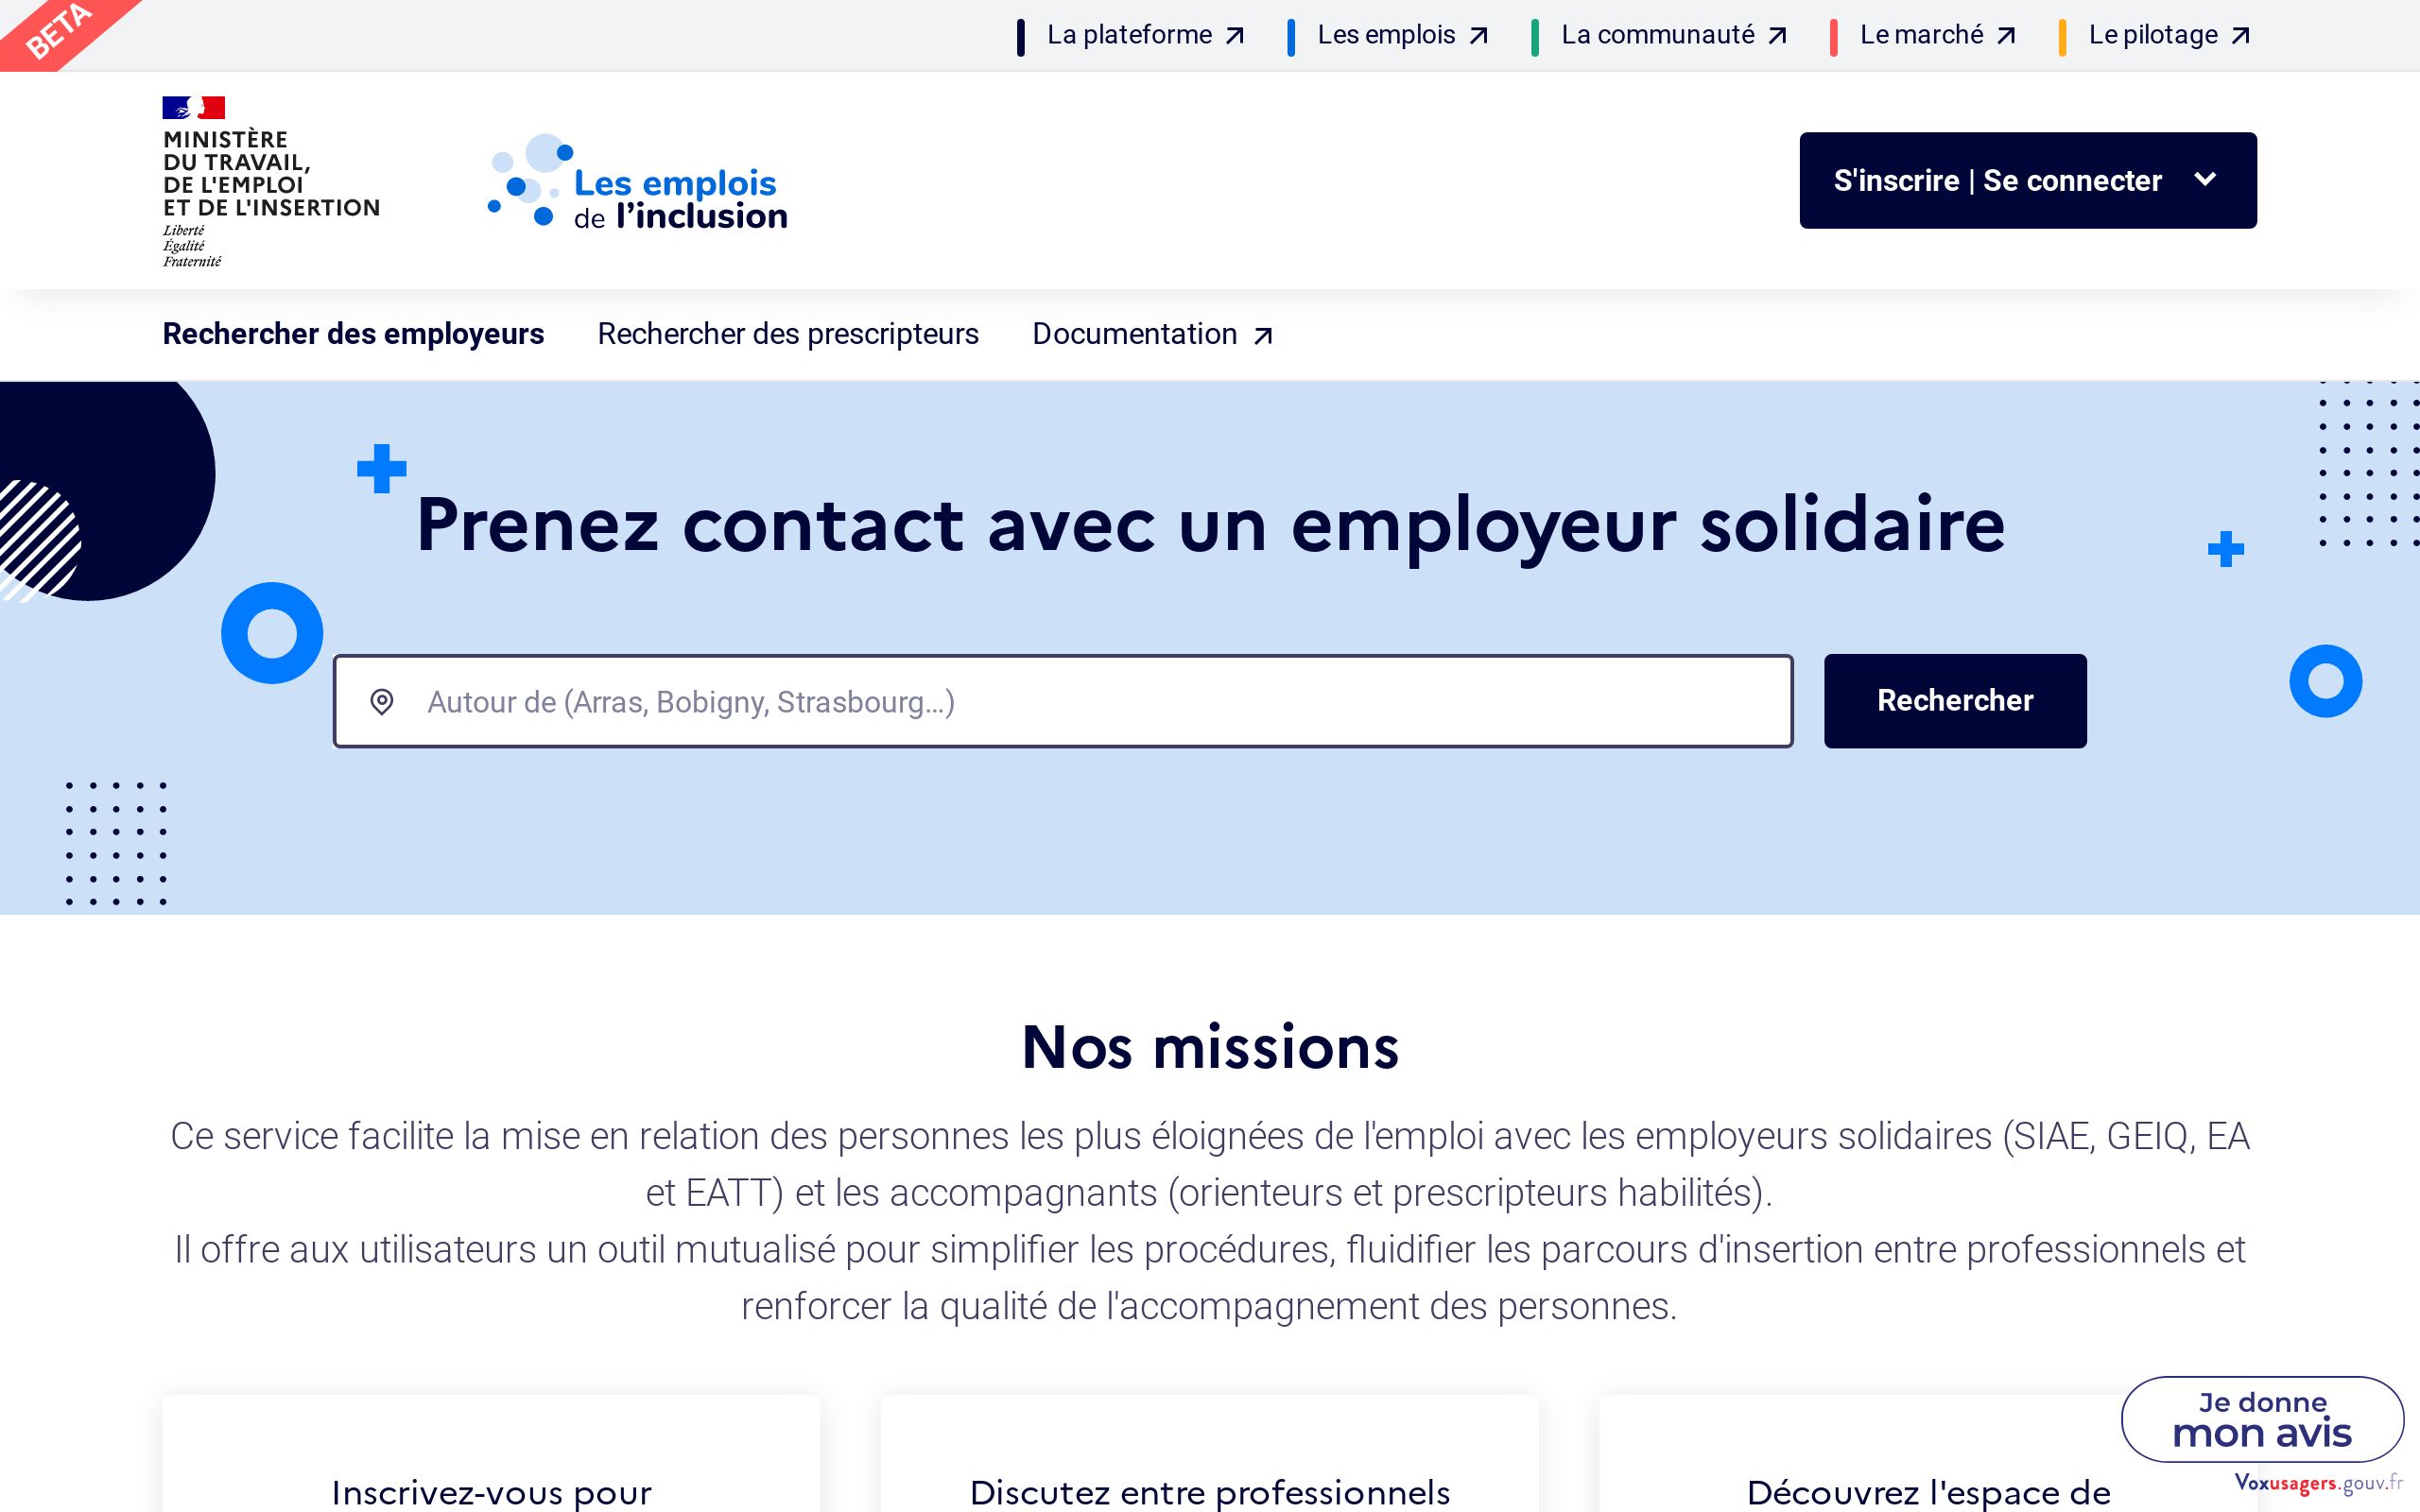 BETA
La plateforme
Les emplois
La communauté
Le marché
Le pilotage
MINISTÈRE
DU TRAVAIL,
DE L'EMPLOI
ET DE L'INSERTION
Liberté
Égalité
Fraternité
Les emplois
de l’inclusion
S'inscrire | Se connecter
Rechercher des employeurs
Rechercher des prescripteurs
Documentation
Prenez contact avec un employeur solidaire
Autour de (Arras, Bobigny, Strasbourg…)
Rechercher
Nos missions
Ce service facilite la mise en relation des personnes les plus éloignées de l'emploi avec les employeurs solidaires (SIAE, GEIQ, EA
et EATT) et les accompagnants (orienteurs et prescripteurs habilités).
Il offre aux utilisateurs un outil mutualisé pour simplifier les procédures, fluidifier les parcours d'insertion entre professionnels et
renforcer la qualité de l'accompagnement des personnes.
Inscrivez-vous pour
Discutez entre professionnels
Découvrez l'espace de
Je donne
mon avis
Voxusagers.gouv.fr